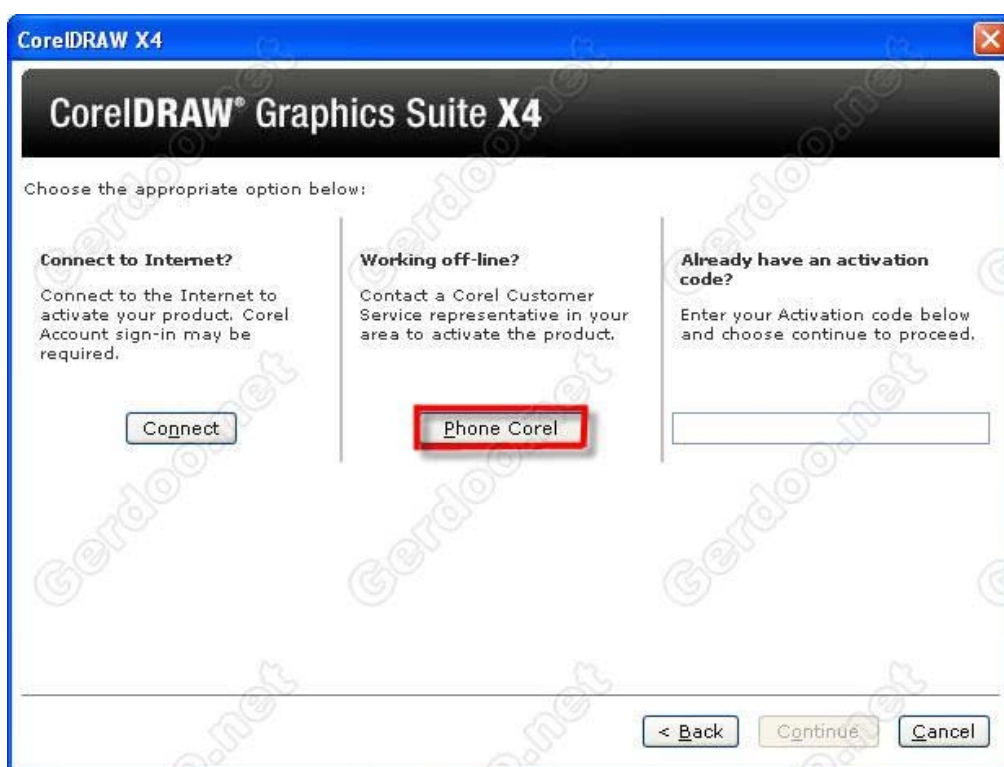 CorelDRAW X4
CorelDRAW® Graphics Suite X4
Choose the appropriate option below:
Connect to Internet?
Connect to the Internet to
activate your product. Corel
Account sign-in may be
required.
Connect
Working off-line?
Contact a Corel Customer
Service representative in your
area to activate the product.
Phone Corel
Already have an activation
code?
Enter your Activation code below
and choose continue to proceed.
< Back
Continue
Cancel
Gerdoo.net